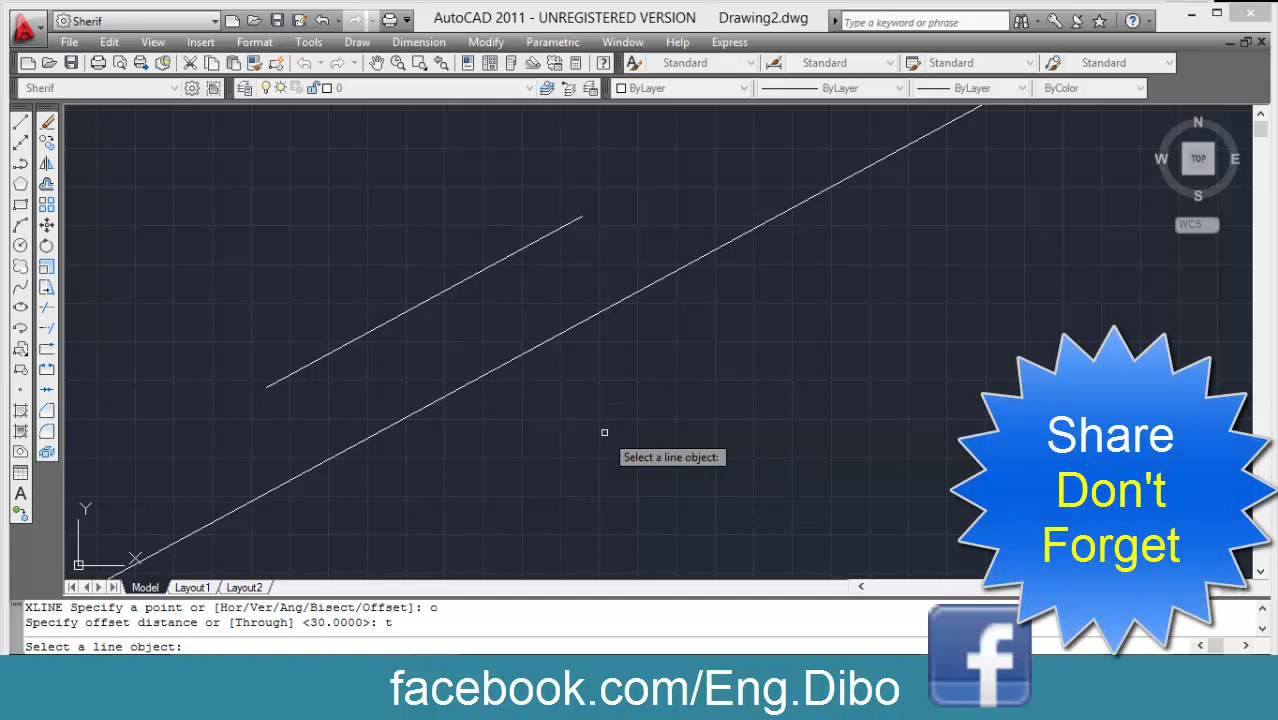 Sherif
AutoCAD 2011 - UNREGISTERED VERSION Drawing2.dwg
Type a keyword or phrase
File Edit View Insert Format Tools Draw Dimension Modify Parametric Window Help Express
Standard Standard Standard Standard
Sherif 0 ByLayer ByLayer ByLayer ByColor
N
W TOP E
S
WCS
Select a line object:
Share
Don't
Forget
Y
X
A
Model Layout1 Layout2
XLINE Specify a point or [Hor/Ver/Ang/Bisect/Offset]: o
Specify offset distance or [Through] <30.0000>: t
Select a line object:
f
facebook.com/Eng.Dibo